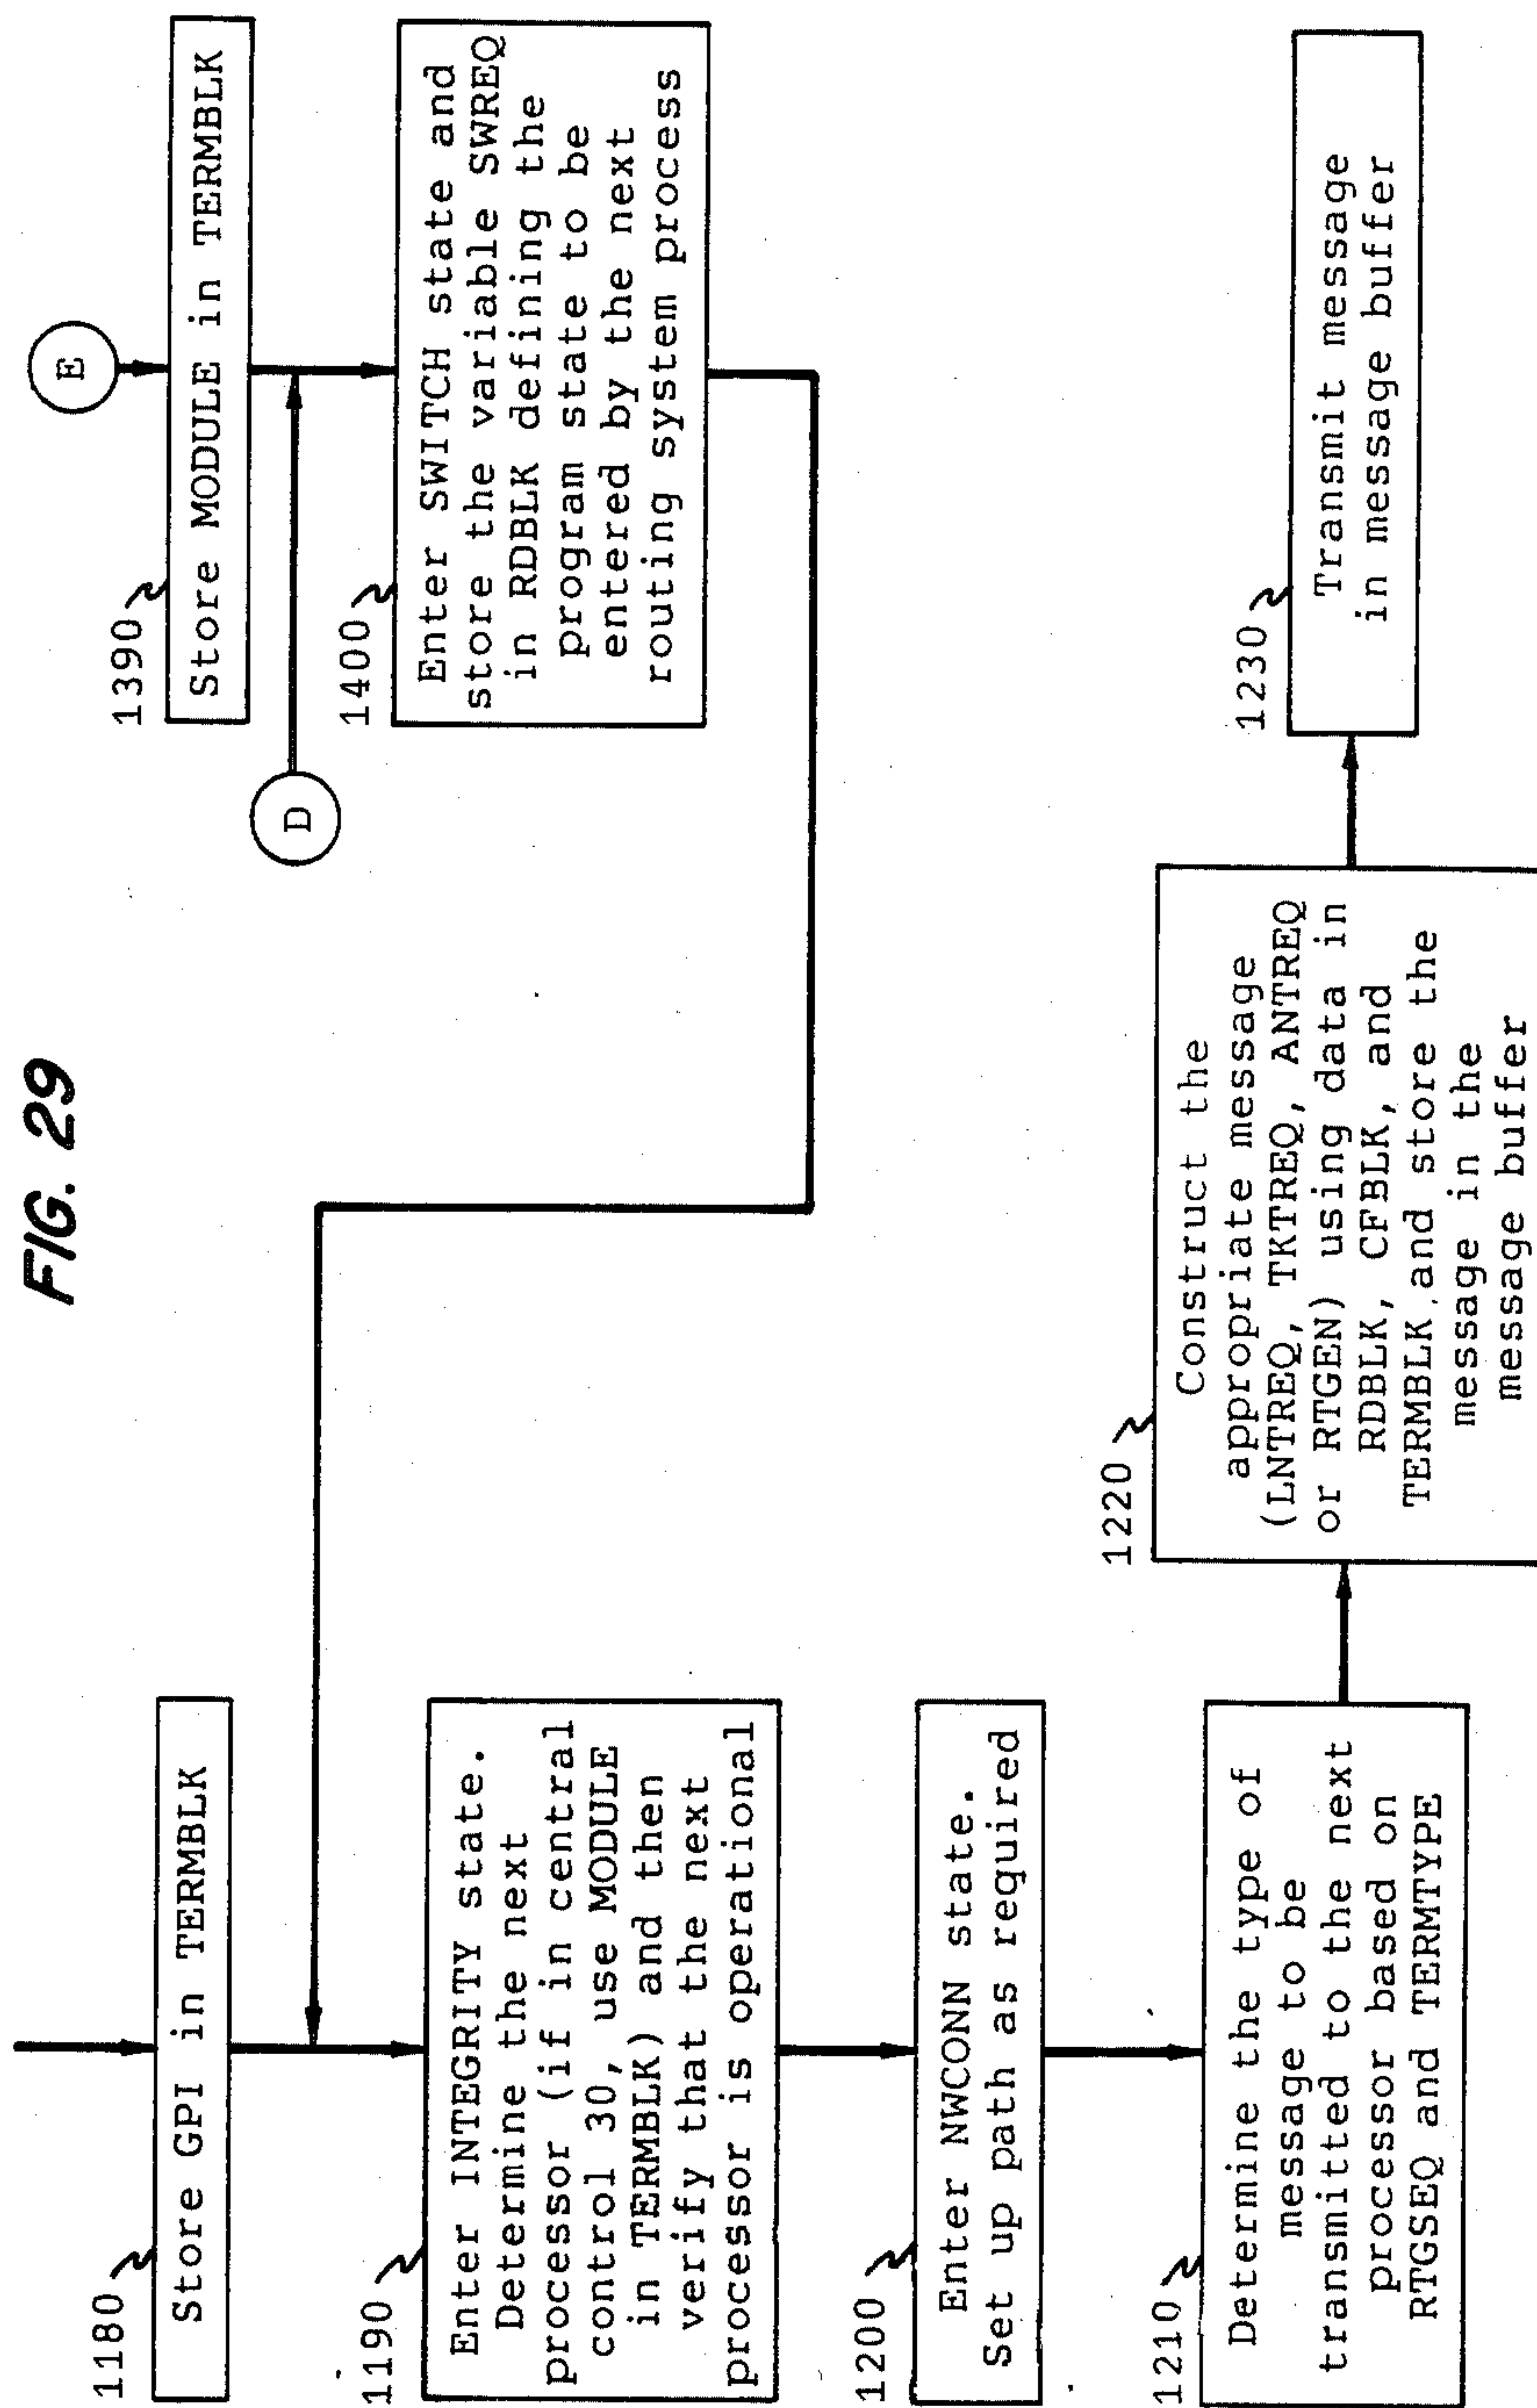 FIG. 29
1180
Store GPI in TERMBLK
1190
Enter INTEGRITY state.
Determine the next
processor (if in central
control 30, use MODULE
in TERMBLK) and then
verify that the next
processor is operational
1200
Enter NWCONN state.
Set up path as required
1210
Determine the type of
message to be
transmitted to the next
processor based on
RTGSEQ and TERMTYPE
1220
Construct the
appropriate message
(LNTREQ, TKTREQ, ANTREQ
or RTGEN) using data in
RDBLK, CFBLK, and
TERMBLK and store the
message in the
message buffer
1230
Transmit message
in message buffer
E
1390
Store MODULE in TERMBLK
D
1400
Enter SWITCH state and
store the variable SWREQ
in RDBLK defining the
program state to be
entered by the next
routing system process